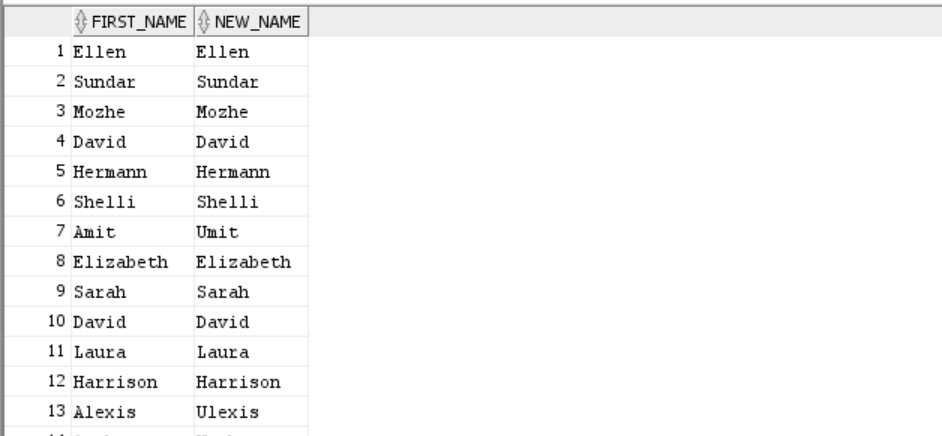 FIRST_NAME NEW_NAME
1 Ellen Ellen
2 Sundar Sundar
3 Mozhe Mozhe
4 David David
5 Hermann Hermann
6 Shelli Shelli
7 Amit Umit
8 Elizabeth Elizabeth
9 Sarah Sarah
10 David David
11 Laura Laura
12 Harrison Harrison
13 Alexis Ulexis